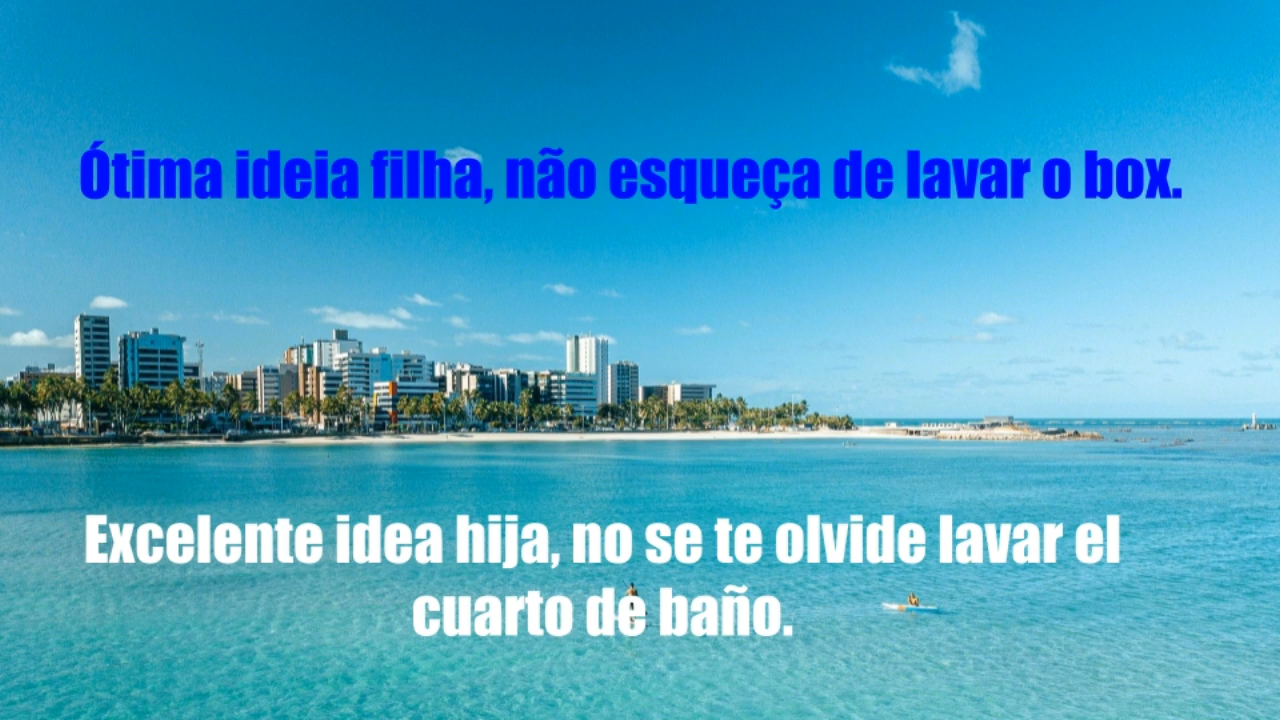 Ótima ideia filha, não esqueça de lavar o box.
Excelente idea hija, no se te olvide lavar el
cuarto de baño.